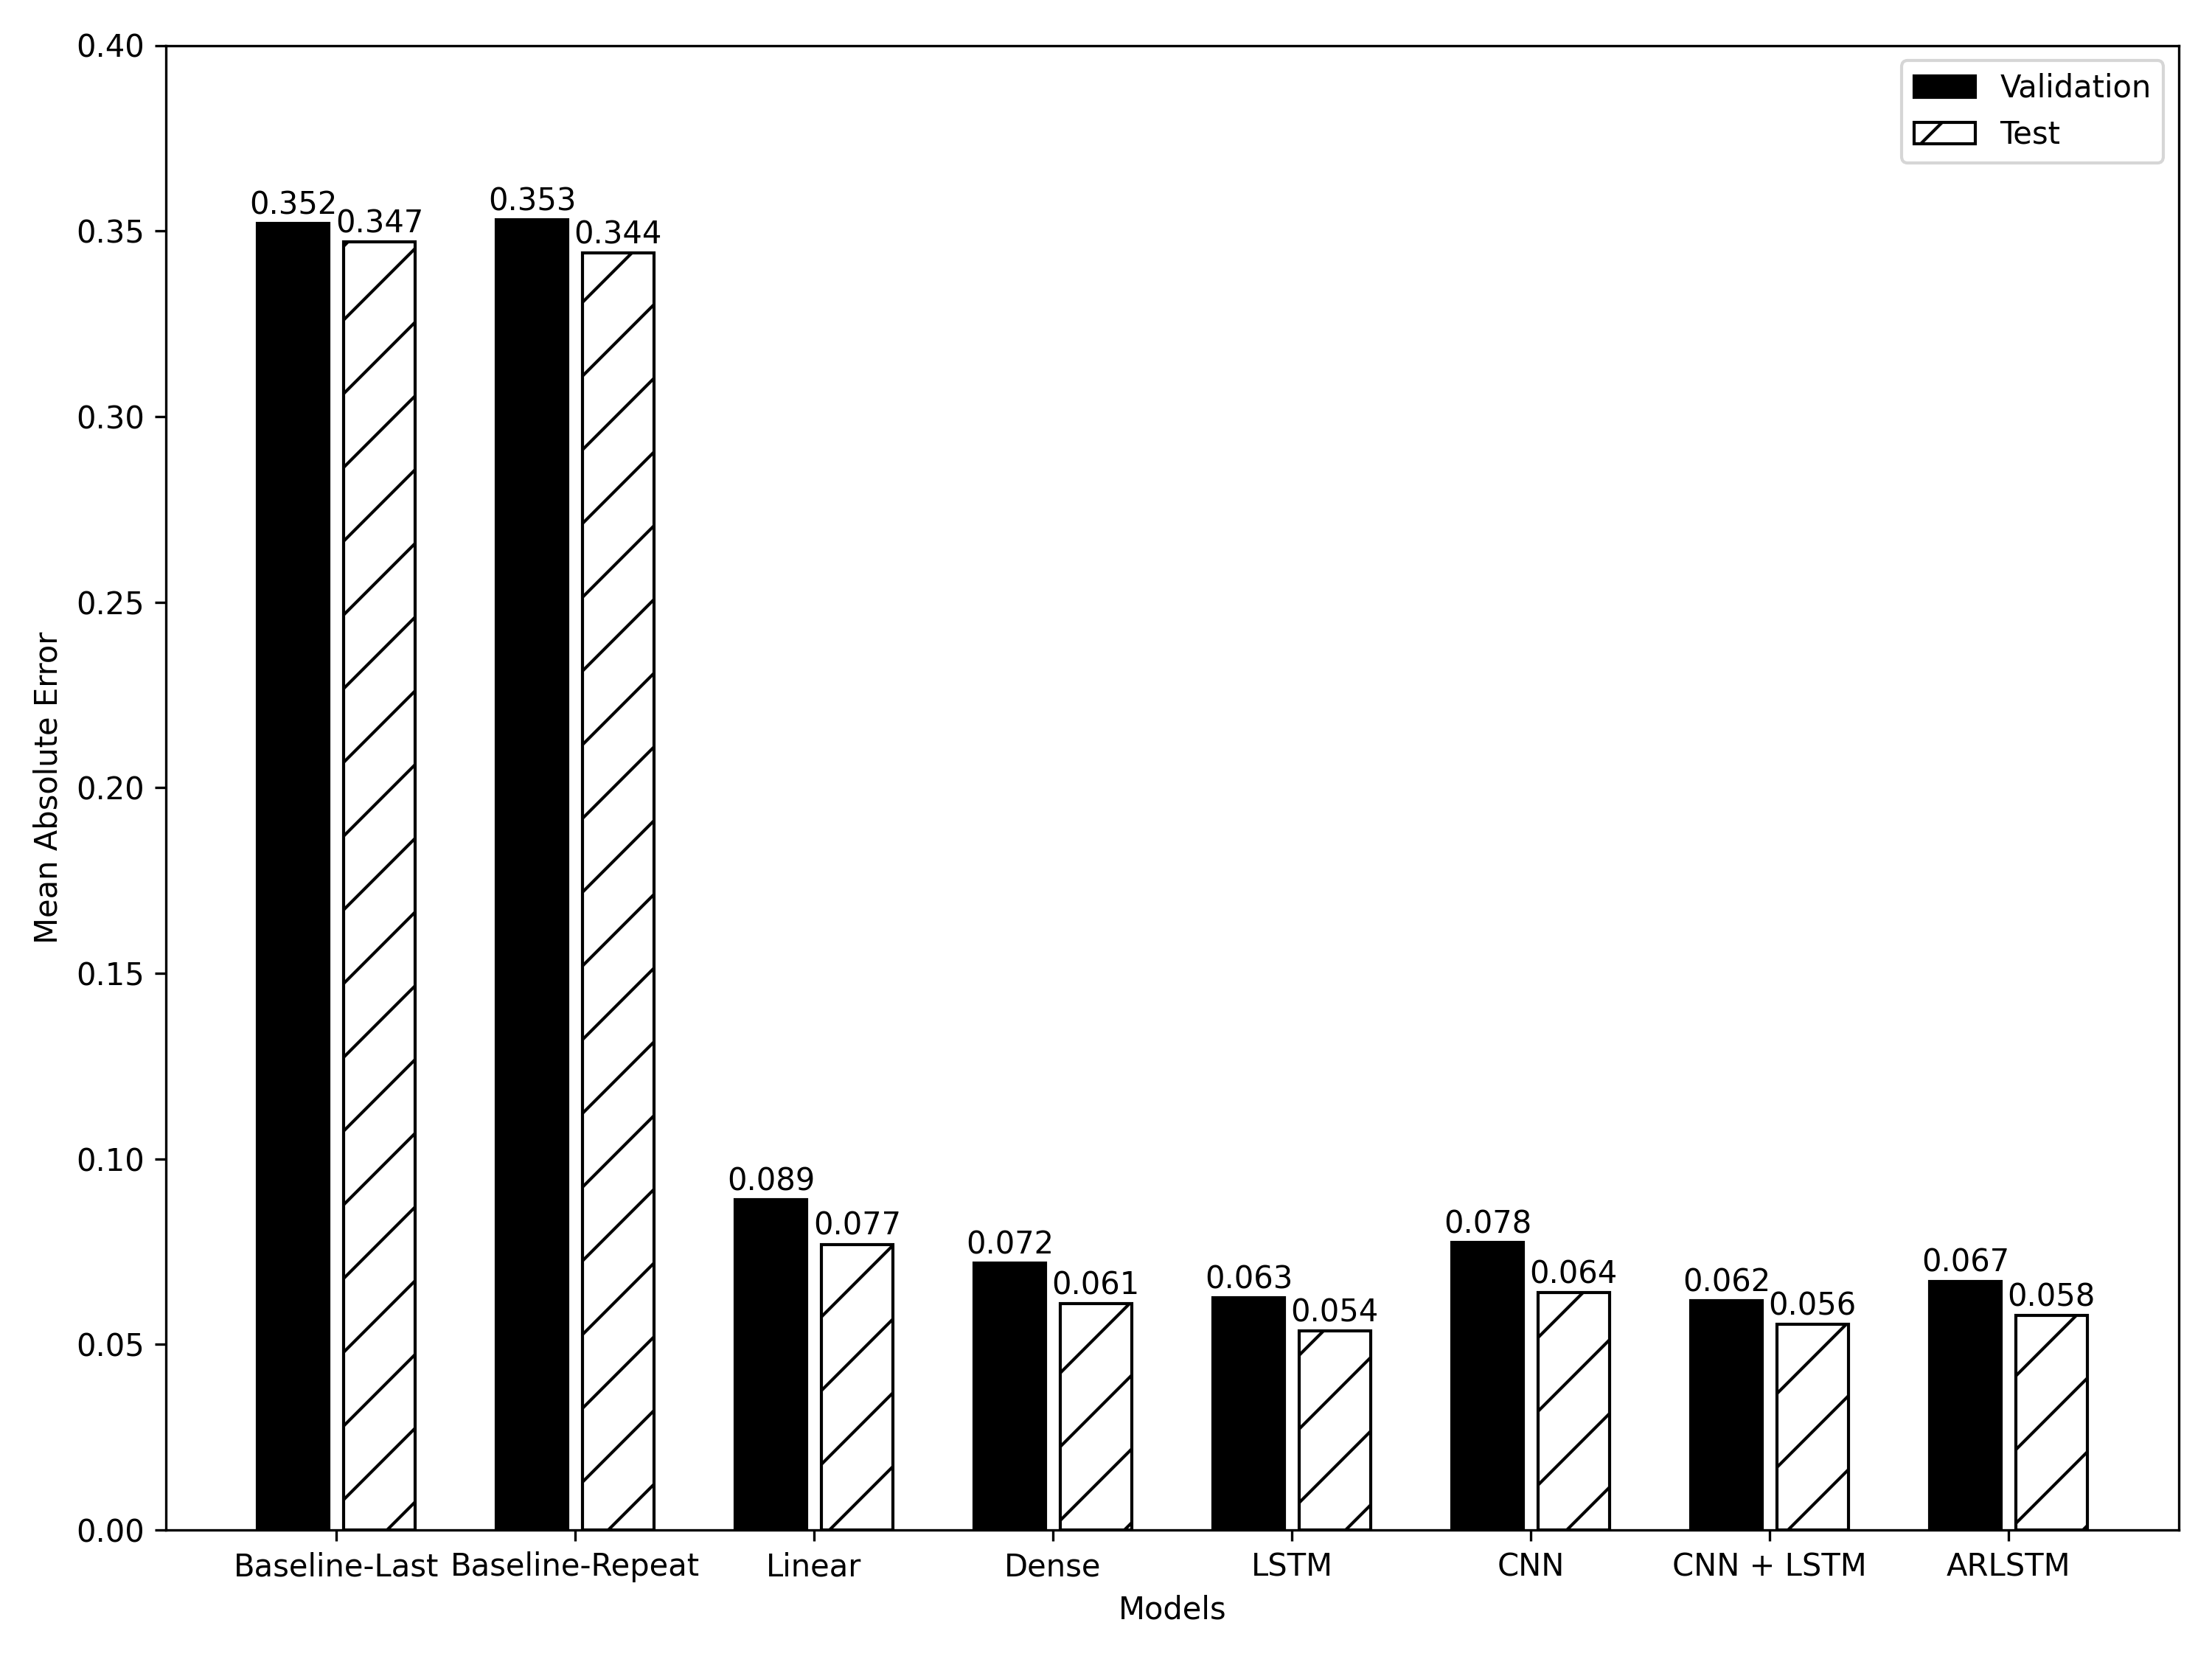 0.40
0.35
0.30
0.25
0.20
0.15
0.10
0.05
0.00
Mean Absolute Error
Validation
Test
0.352
0.347
0.353
0.344
0.089
0.077
0.072
0.061
0.063
0.054
0.078
0.064
0.062
0.056
0.067
0.058
Baseline-Last
Baseline-Repeat
Linear
Dense
LSTM
CNN
CNN + LSTM
ARLSTM
Models